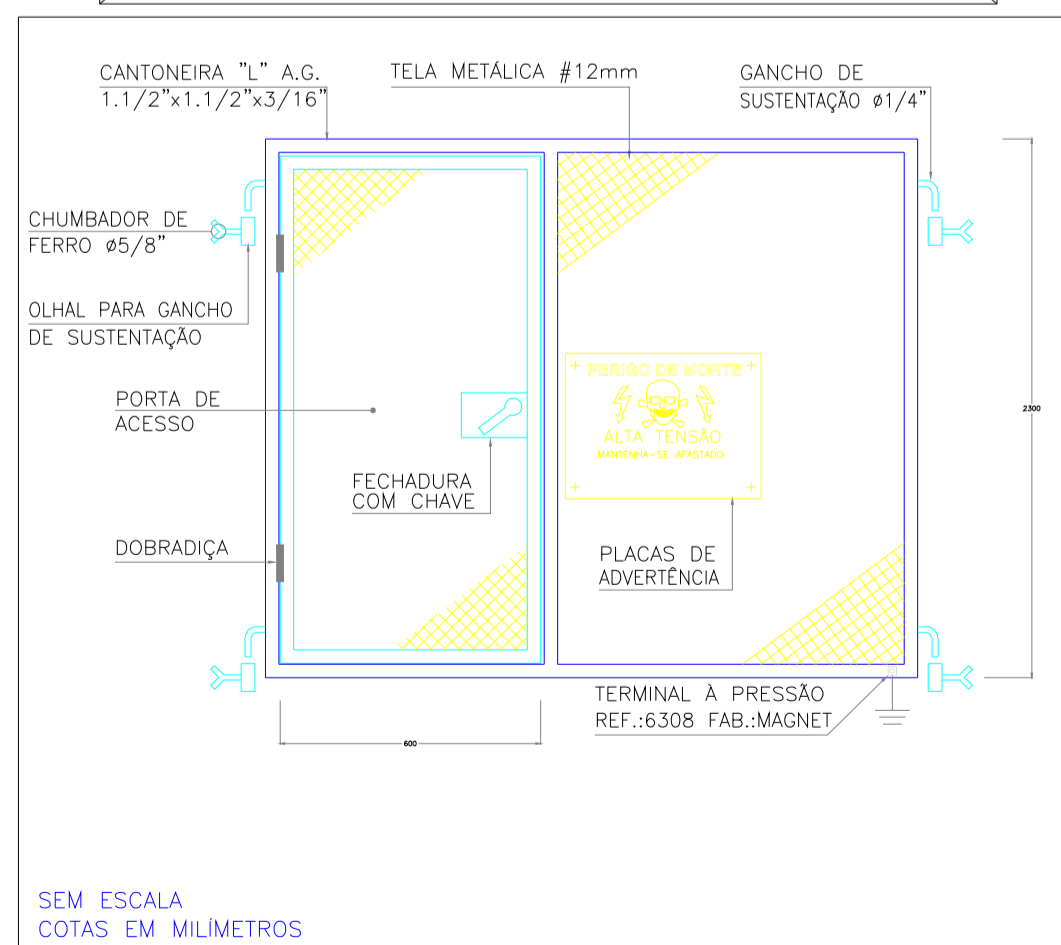 CANTONEIRA "L" A.G.
1.1/2"x1.1/2"x3/16"
TELA METÁLICA #12mm
GANCHO DE
SUSTENTAÇÃO ø1/4"
CHUMBADOR DE
FERRO ø5/8"
OLHAL PARA GANCHO
DE SUSTENTAÇÃO
PORTA DE
ACESSO
FECHADURA
COM CHAVE
DOBRADIÇA
PERIGO DE MORTE
ALTA TENSÃO
MANTENHA-SE AFASTADO
PLACAS DE
ADVERTÊNCIA
2300
TERMINAL À PRESSÃO
REF.:6308 FAB.:MAGNET
600
SEM ESCALA
COTAS EM MILÍMETROS